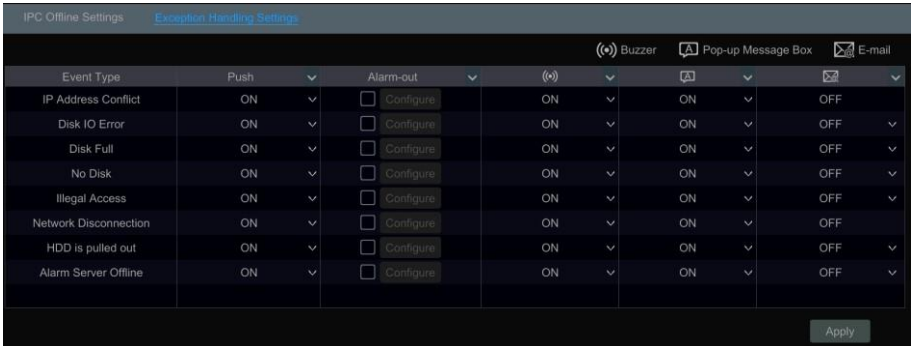 IPC Offline Settings Exception Handling Settings
Buzzer Pop-up Message Box E-mail
Event Type Push Alarm-out
IP Address Conflict ON Configure ON ON OFF
Disk IO Error ON Configure ON ON OFF
Disk Full ON Configure ON ON OFF
No Disk ON Configure ON ON OFF
Illegal Access ON Configure ON ON OFF
Network Disconnection ON Configure ON ON OFF
HDD is pulled out ON Configure ON ON OFF
Alarm Server Offline ON Configure ON ON OFF
Apply